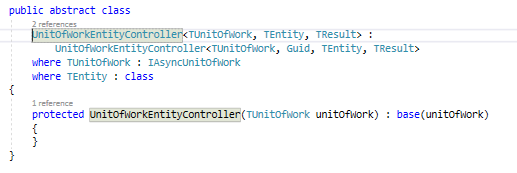 public abstract class
2 references
UnitOfWorkEntityController<TUnitOfWork, TEntity, TResult> :
UnitOfWorkEntityController<TUnitOfWork, Guid, TEntity, TResult>
where TUnitOfWork : IAsyncUnitOfWork
where TEntity : class
{
1 reference
protected UnitOfWorkEntityController(TUnitOfWork unitOfWork) : base(unitOfWork)
{
}
}